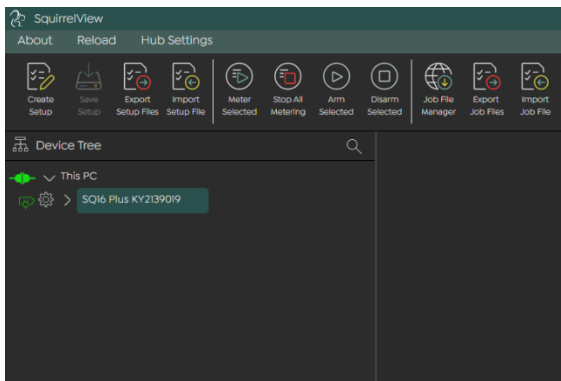 SquirrelView
About Reload Hub Settings
Create Setup Save Setup Export Setup Files Import Setup File Meter Selected Stop All Metering Arm Selected Disarm Selected Job File Manager Export Job Files Import Job File
Device Tree
This PC
SQ16 Plus KY2139019